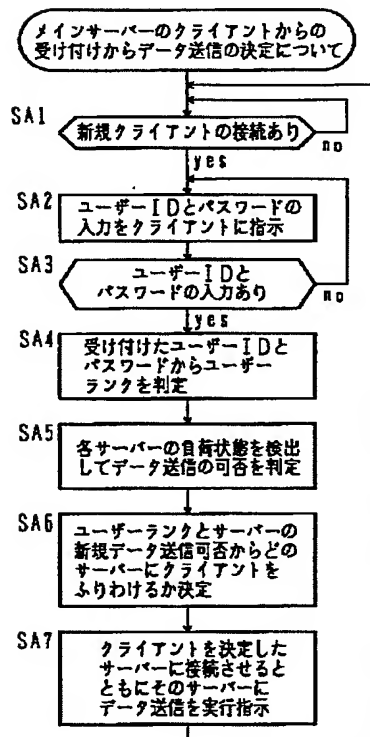 メインサーバーのクライアントからの
受け付けからデータ送信の決定について
SA1
新規クライアントの接続あり
no
yes
SA2
ユーザーIDとパスワードの
入力をクライアントに指示
SA3
ユーザーIDと
パスワードの入力あり
no
yes
SA4
受け付けたユーザーIDと
パスワードからユーザー
ランクを判定
SA5
各サーバーの負荷状態を検出
してデータ送信の可否を判定
SA6
ユーザーランクとサーバーの
新規データ送信可否からどの
サーバーにクライアントを
ふりわけるか決定
SA7
クライアントを決定した
サーバーに接続させると
ともにそのサーバーに
データ送信を実行指示